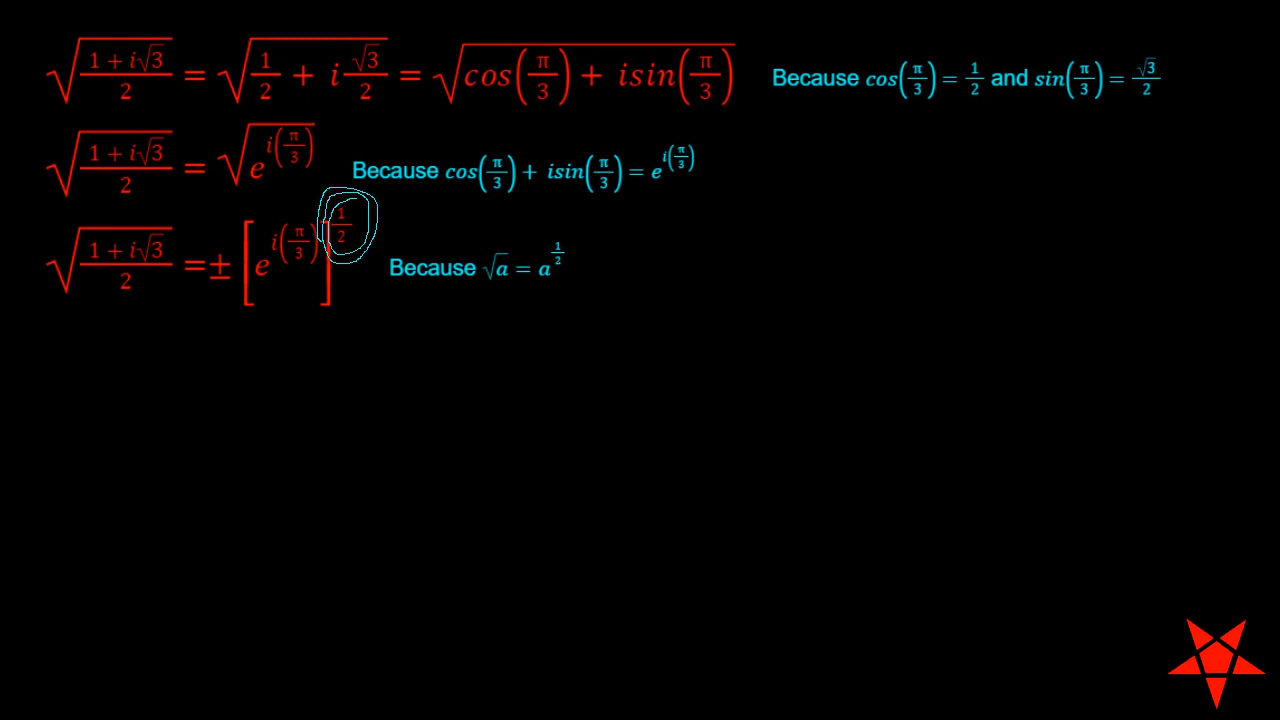 √((1 + i√3)/2) = √(1/2 + i √3/2) = √(cos(π/3) + isin(π/3)) Because cos(π/3) = 1/2 and sin(π/3) = √3/2
√((1 + i√3)/2) = √(e^(i(π/3))) Because cos(π/3) + isin(π/3) = e^(i(π/3))
√((1 + i√3)/2) =± [e^(i(π/3))]^(1/2) Because √a = a^(1/2)